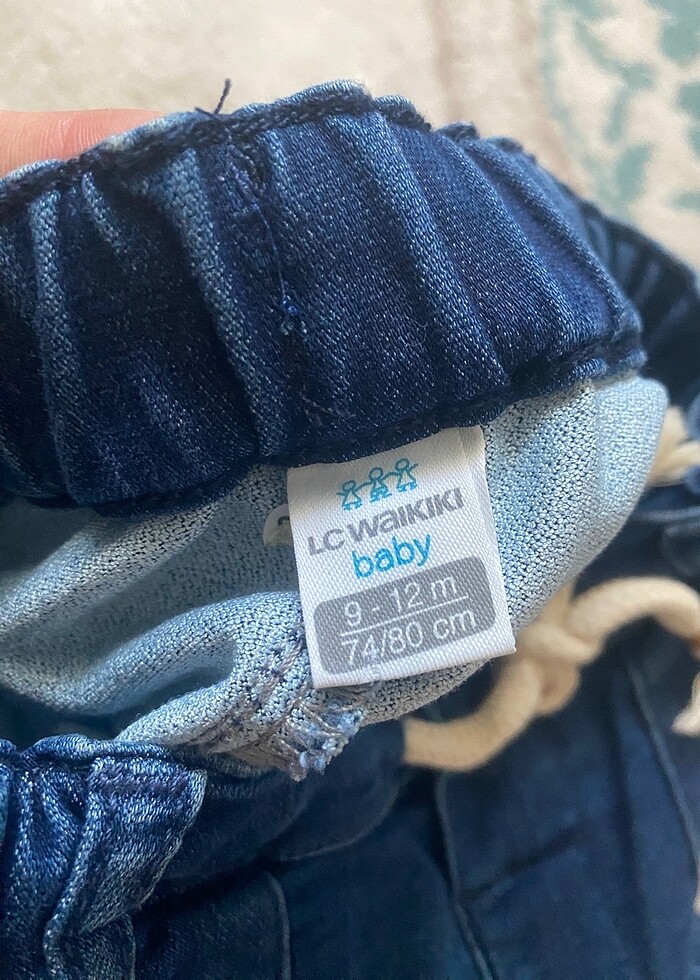 LC WAIKIKI
baby
9 - 12 m
74/80 cm